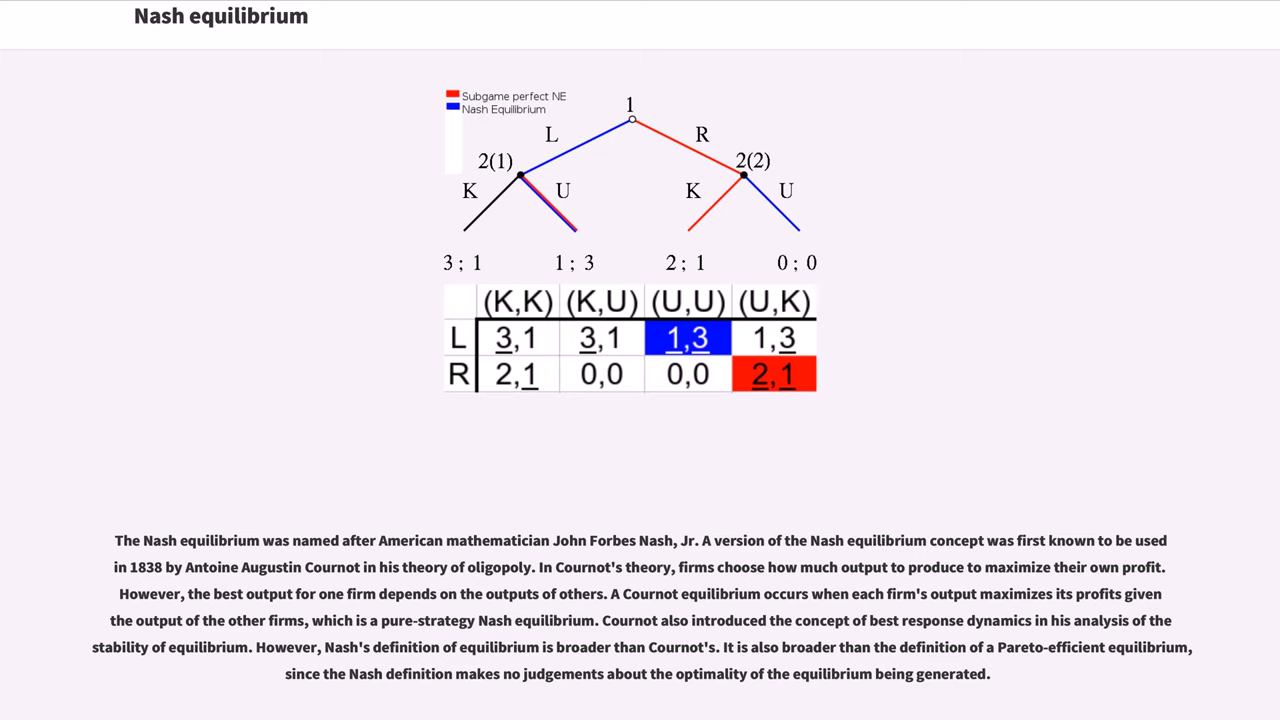 Nash equilibrium
Subgame perfect NE
Nash Equilibrium
1
L R
2(1) 2(2)
K U K U
3 ; 1 1 ; 3 2 ; 1 0 ; 0
(K,K) (K,U) (U,U) (U,K)
L 3,1 3,1 1,3 1,3
R 2,1 0,0 0,0 2,1
The Nash equilibrium was named after American mathematician John Forbes Nash, Jr. A version of the Nash equilibrium concept was first known to be used
in 1838 by Antoine Augustin Cournot in his theory of oligopoly. In Cournot's theory, firms choose how much output to produce to maximize their own profit.
However, the best output for one firm depends on the outputs of others. A Cournot equilibrium occurs when each firm's output maximizes its profits given
the output of the other firms, which is a pure-strategy Nash equilibrium. Cournot also introduced the concept of best response dynamics in his analysis of the
stability of equilibrium. However, Nash's definition of equilibrium is broader than Cournot's. It is also broader than the definition of a Pareto-efficient equilibrium,
since the Nash definition makes no judgements about the optimality of the equilibrium being generated.